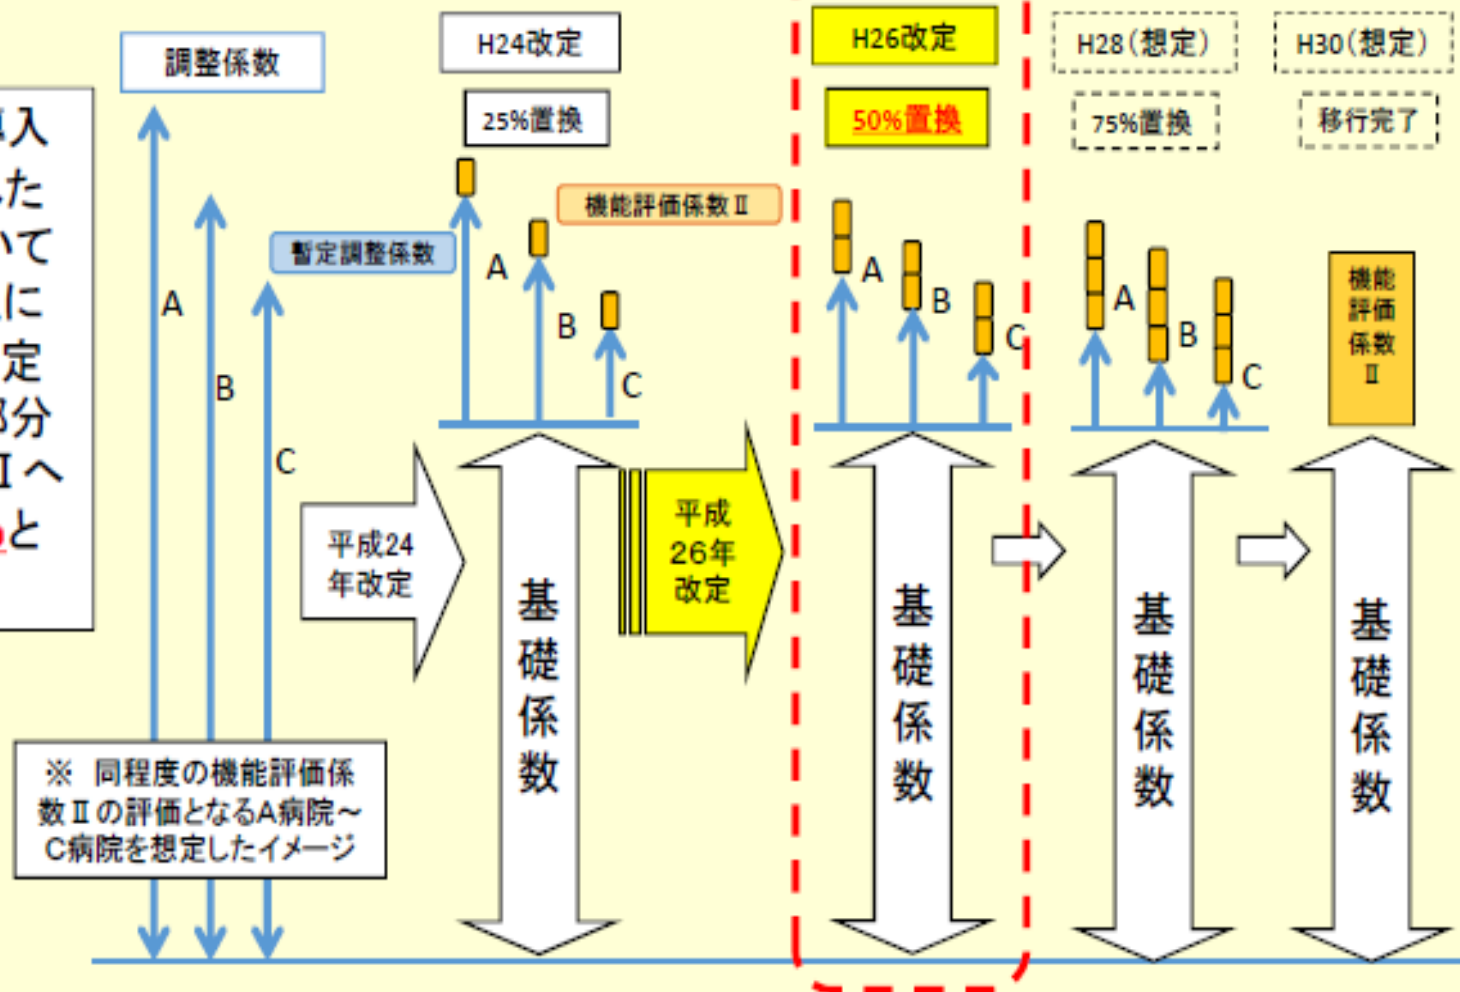 調整係数
H24改定
25%置換
H26改定
50%置換
H28(想定)
75%置換
H30(想定)
移行完了
導入
した
いて
に
定
部分
Ⅱへ
と
暫定調整係数
機能評価係数Ⅱ
A
B
C
A
B
C
A
B
C
A
B
C
機能
評価
係数
Ⅱ
平成24
年改定
平成
26年
改定
基礎係数
基礎係数
基礎係数
基礎係数
※ 同程度の機能評価係
数Ⅱの評価となるA病院～
C病院を想定したイメージ